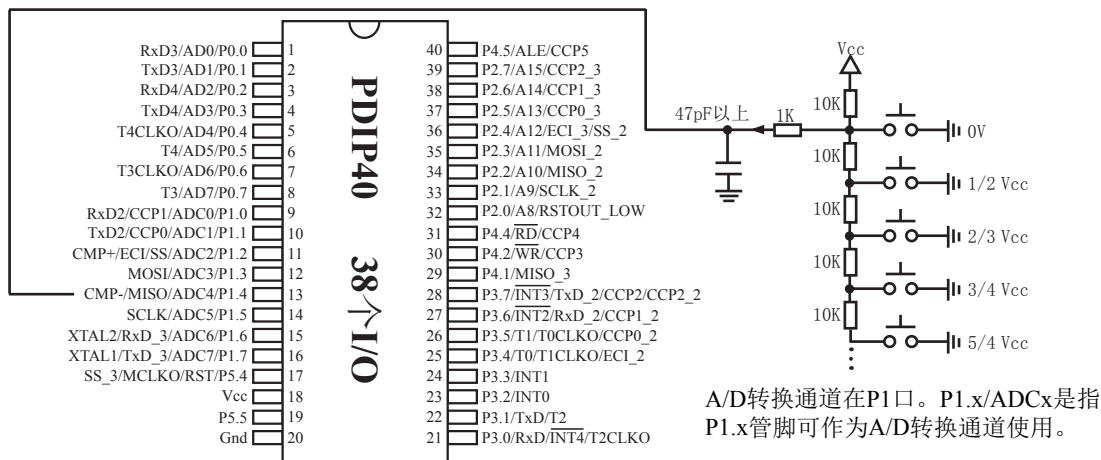 RxD3/AD0/P0.0 1
TxD3/AD1/P0.1 2
RxD4/AD2/P0.2 3
TxD4/AD3/P0.3 4
T4CLKO/AD4/P0.4 5
T4/AD5/P0.5 6
T3CLKO/AD6/P0.6 7
T3/AD7/P0.7 8
RxD2/CCP1/ADC0/P1.0 9
TxD2/CCP0/ADC1/P1.1 10
CMP+/ECI/SS/ADC2/P1.2 11
MOSI/ADC3/P1.3 12
CMP-/MISO/ADC4/P1.4 13
SCLK/ADC5/P1.5 14
XTAL2/RxD_3/ADC6/P1.6 15
XTAL1/TxD_3/ADC7/P1.7 16
SS_3/MCLKO/RST/P5.4 17
Vcc 18
P5.5 19
Gnd 20
PDIP40 38个I/O
40 P4.5/ALE/CCP5
39 P2.7/A15/CCP2_3
38 P2.6/A14/CCP1_3
37 P2.5/A13/CCP0_3
36 P2.4/A12/ECI_3/SS_2
35 P2.3/A11/MOSI_2
34 P2.2/A10/MISO_2
33 P2.1/A9/SCLK_2
32 P2.0/A8/RSTOUT_LOW
31 P4.4/RD/CCP4
30 P4.2/WR/CCP3
29 P4.1/MISO_3
28 P3.7/INT3/TxD_2/CCP2/CCP2_2
27 P3.6/INT2/RxD_2/CCP1_2
26 P3.5/T1/T0CLKO/CCP0_2
25 P3.4/T0/T1CLKO/ECI_2
24 P3.3/INT1
23 P3.2/INT0
22 P3.1/TxD/T2
21 P3.0/RxD/INT4/T2CLKO
Vcc
10K
47pF以上
1K
0V
10K
1/2 Vcc
10K
2/3 Vcc
10K
3/4 Vcc
10K
5/4 Vcc
A/D转换通道在P1口。P1.x/ADCx是指
P1.x管脚可作为A/D转换通道使用。